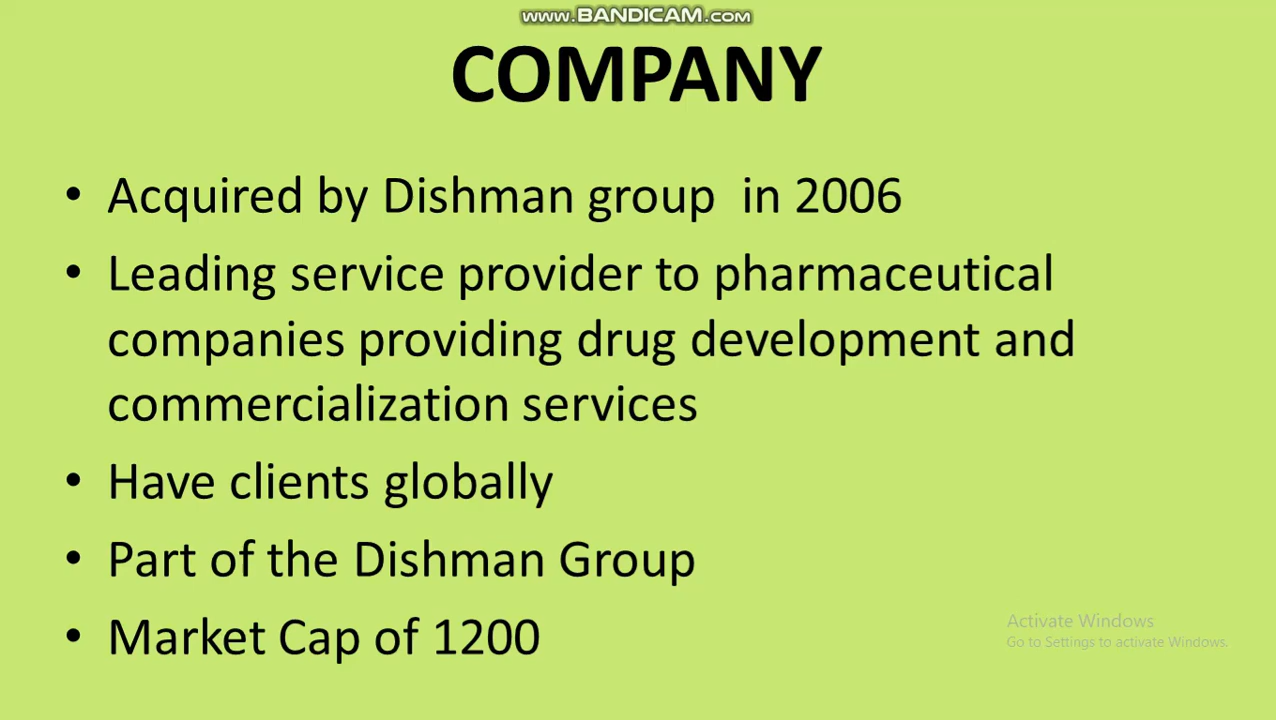 www.BANDICAM.com
COMPANY
• Acquired by Dishman group  in 2006
• Leading service provider to pharmaceutical
companies providing drug development and
commercialization services
• Have clients globally
• Part of the Dishman Group
• Market Cap of 1200
Activate Windows
Go to Settings to activate Windows.